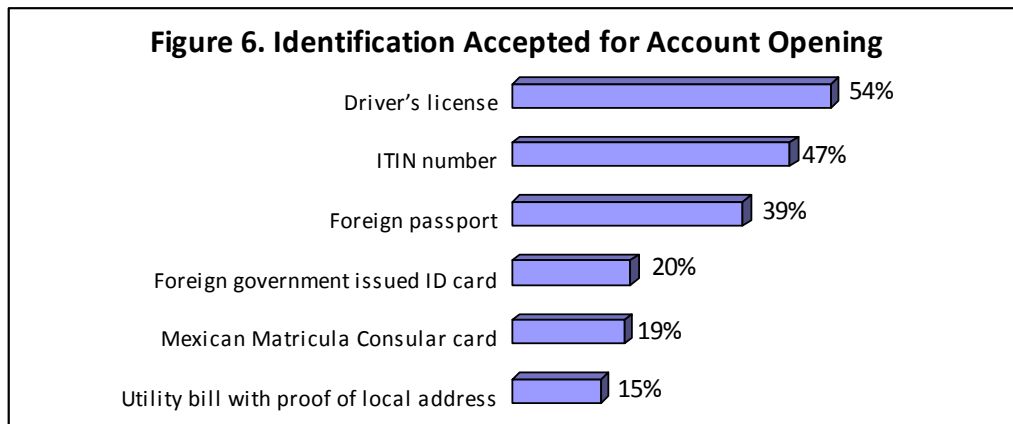 Figure 6. Identification Accepted for Account Opening
Driver’s license 54%
ITIN number 47%
Foreign passport 39%
Foreign government issued ID card 20%
Mexican Matricula Consular card 19%
Utility bill with proof of local address 15%